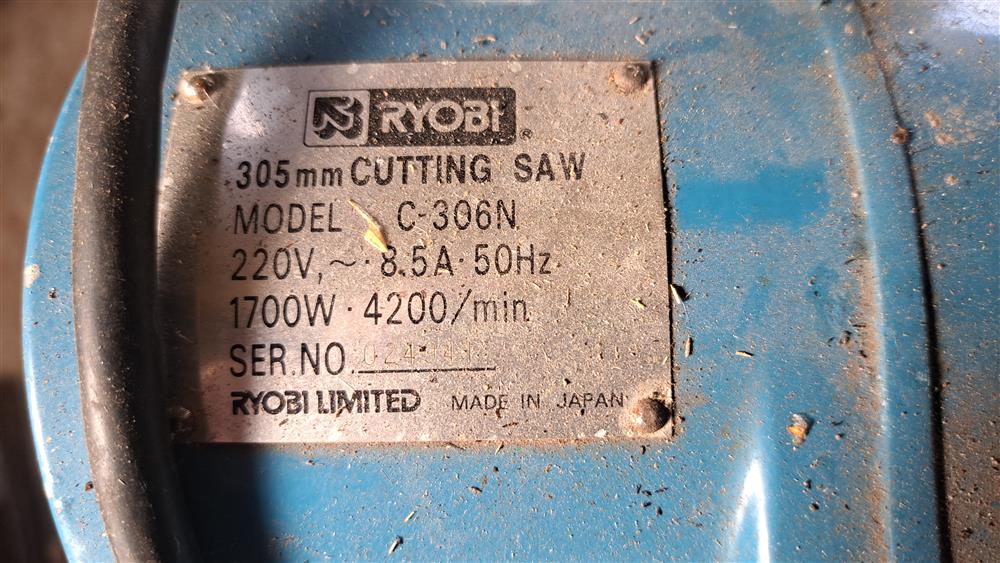 RYOBI ®
305mm CUTTING SAW
MODEL C-306N
220V, ~ · 8.5A · 50Hz
1700W · 4200/min.
SER.NO.
RYOBI LIMITED MADE IN JAPAN